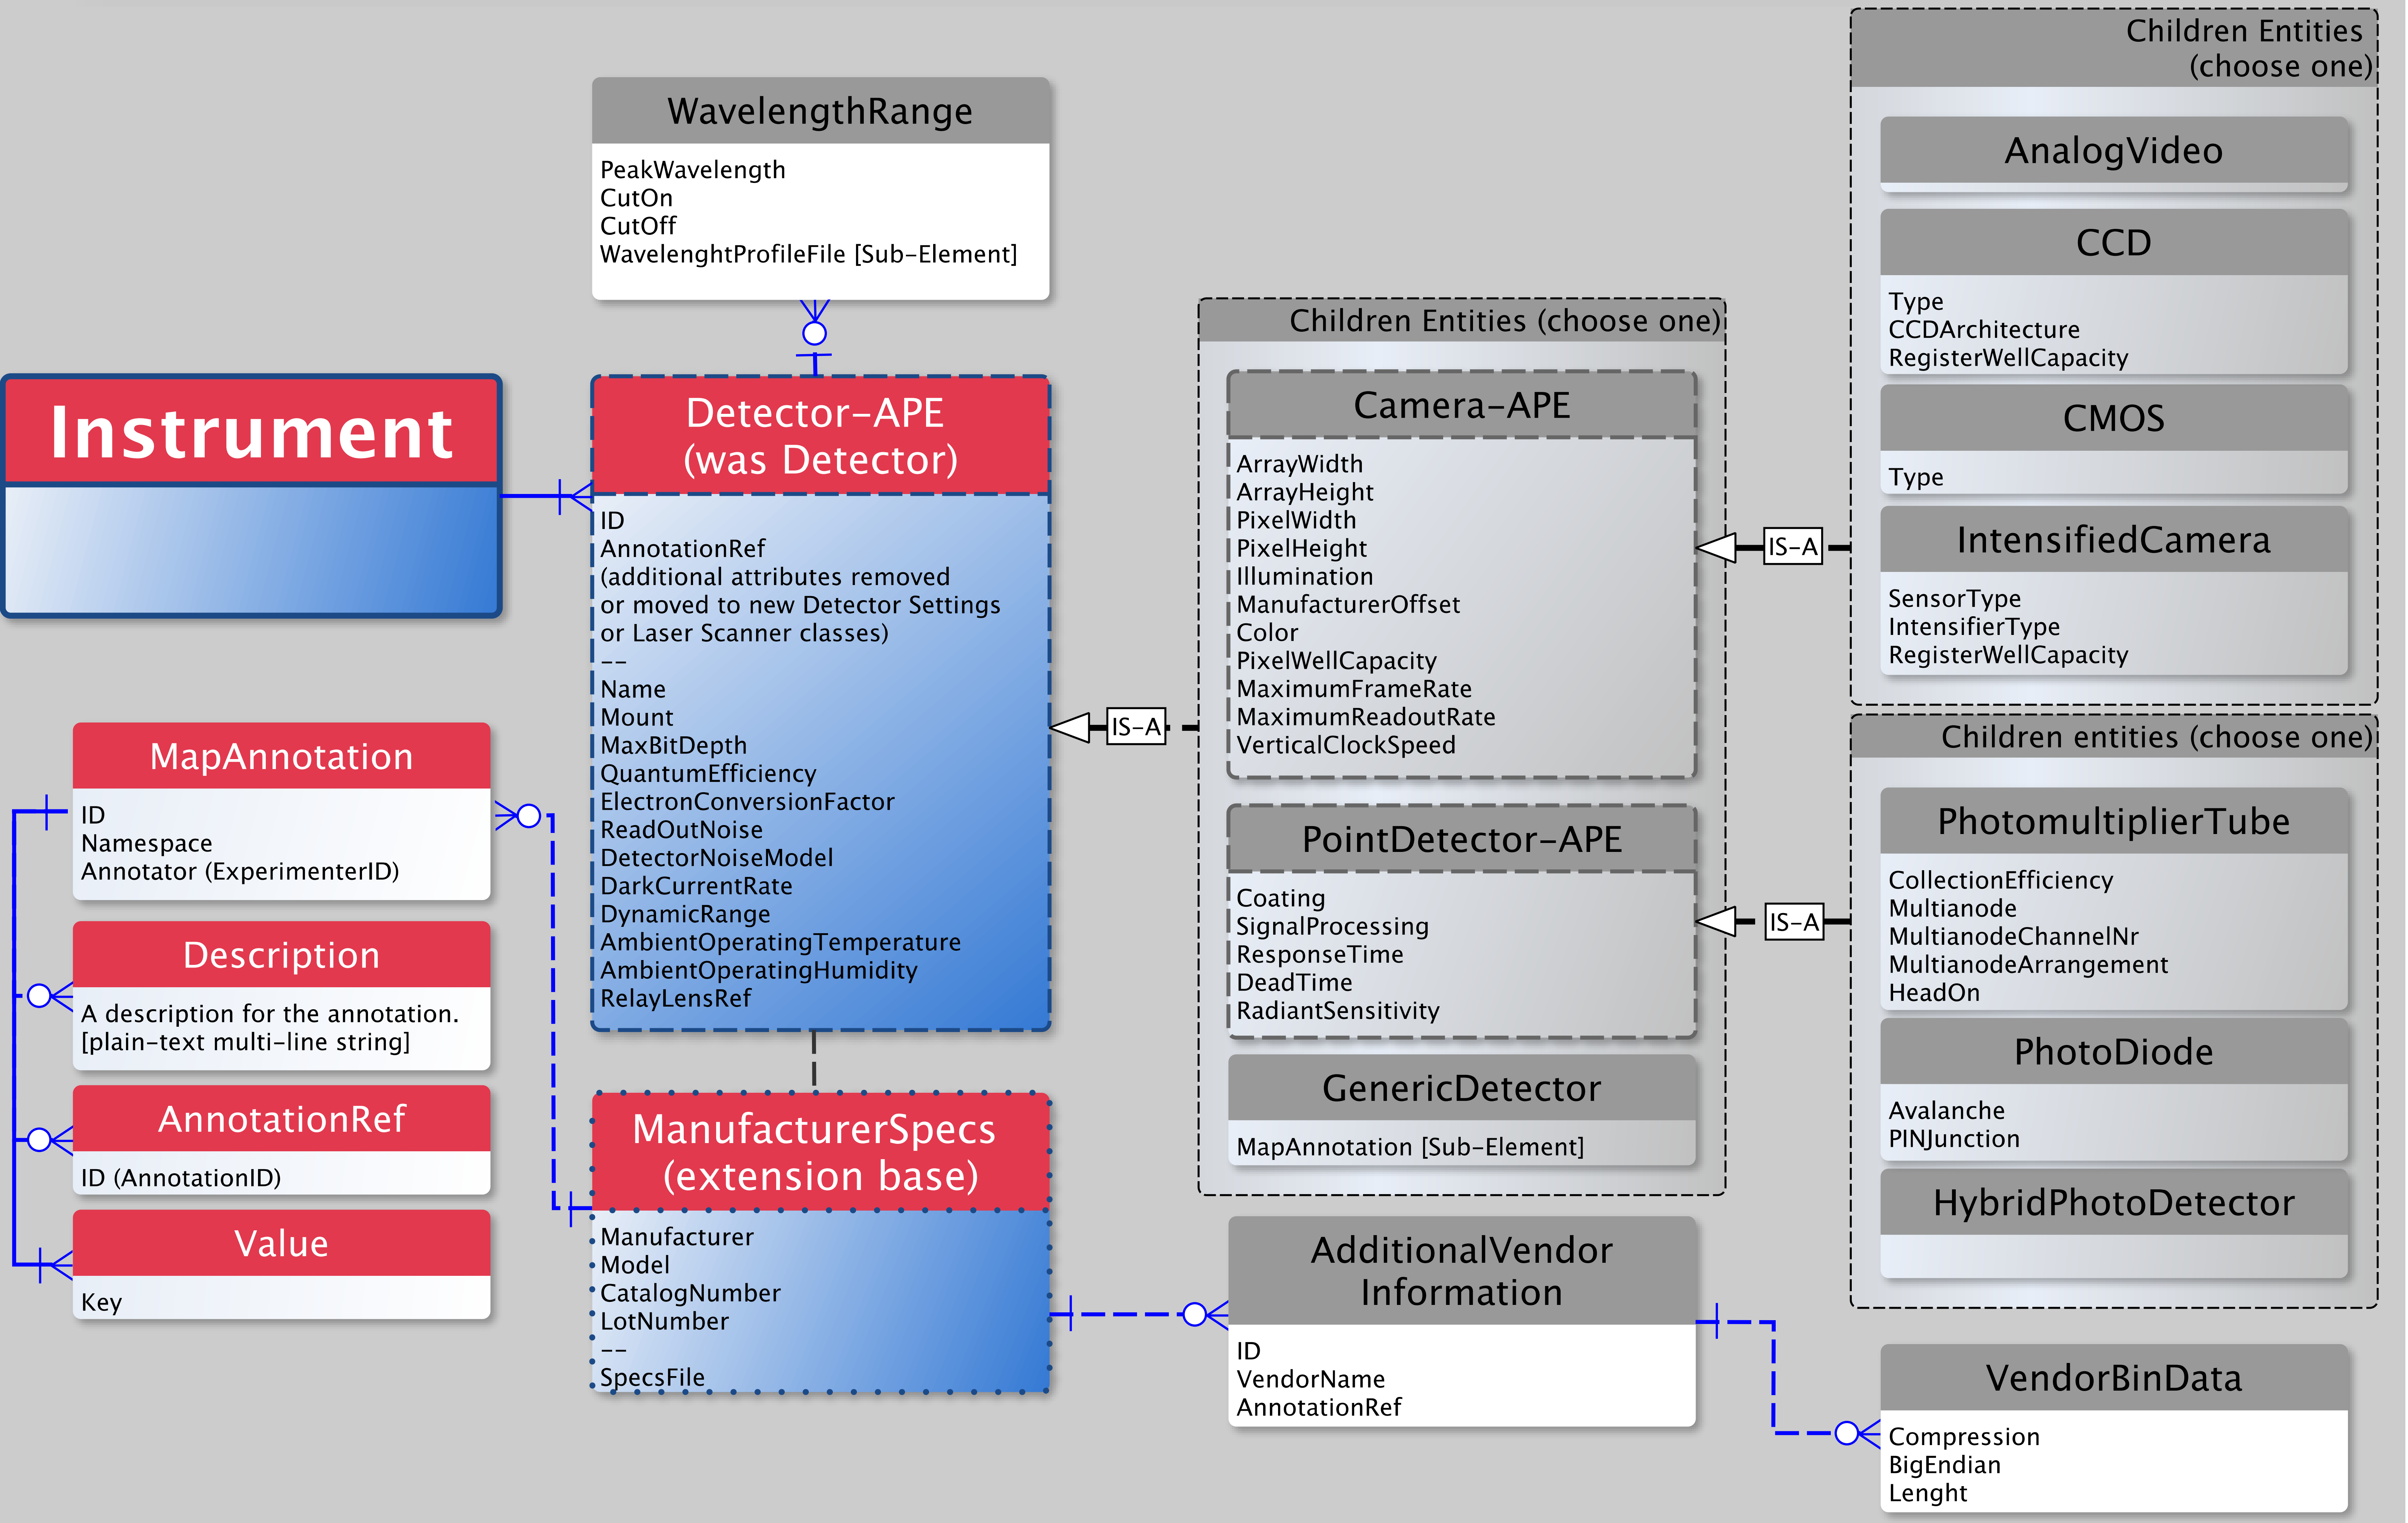 Children Entities
(choose one)
AnalogVideo
CCD
Type
CCDArchitecture
RegisterWellCapacity
CMOS
Type
IntensifiedCamera
SensorType
IntensifierType
RegisterWellCapacity
WavelengthRange
PeakWavelength
CutOn
CutOff
WavelenghtProfileFile [Sub-Element]
Instrument
Detector-APE
(was Detector)
ID
AnnotationRef
(additional attributes removed
or moved to new Detector Settings
or Laser Scanner classes)
--
Name
Mount
MaxBitDepth
QuantumEfficiency
ElectronConversionFactor
ReadOutNoise
DetectorNoiseModel
DarkCurrentRate
DynamicRange
AmbientOperatingTemperature
AmbientOperatingHumidity
RelayLensRef
IS-A
Children Entities (choose one)
Camera-APE
ArrayWidth
ArrayHeight
PixelWidth
PixelHeight
Illumination
ManufacturerOffset
Color
PixelWellCapacity
MaximumFrameRate
MaximumReadoutRate
VerticalClockSpeed
IS-A
PointDetector-APE
Coating
SignalProcessing
ResponseTime
DeadTime
RadiantSensitivity
IS-A
GenericDetector
MapAnnotation [Sub-Element]
Children entities (choose one)
PhotomultiplierTube
CollectionEfficiency
Multianode
MultianodeChannelNr
MultianodeArrangement
HeadOn
PhotoDiode
Avalanche
PINJunction
HybridPhotoDetector
MapAnnotation
ID
Namespace
Annotator (ExperimenterID)
Description
A description for the annotation.
[plain-text multi-line string]
AnnotationRef
ID (AnnotationID)
Value
Key
ManufacturerSpecs
(extension base)
Manufacturer
Model
CatalogNumber
LotNumber
--
SpecsFile
AdditionalVendor
Information
ID
VendorName
AnnotationRef
VendorBinData
Compression
BigEndian
Lenght